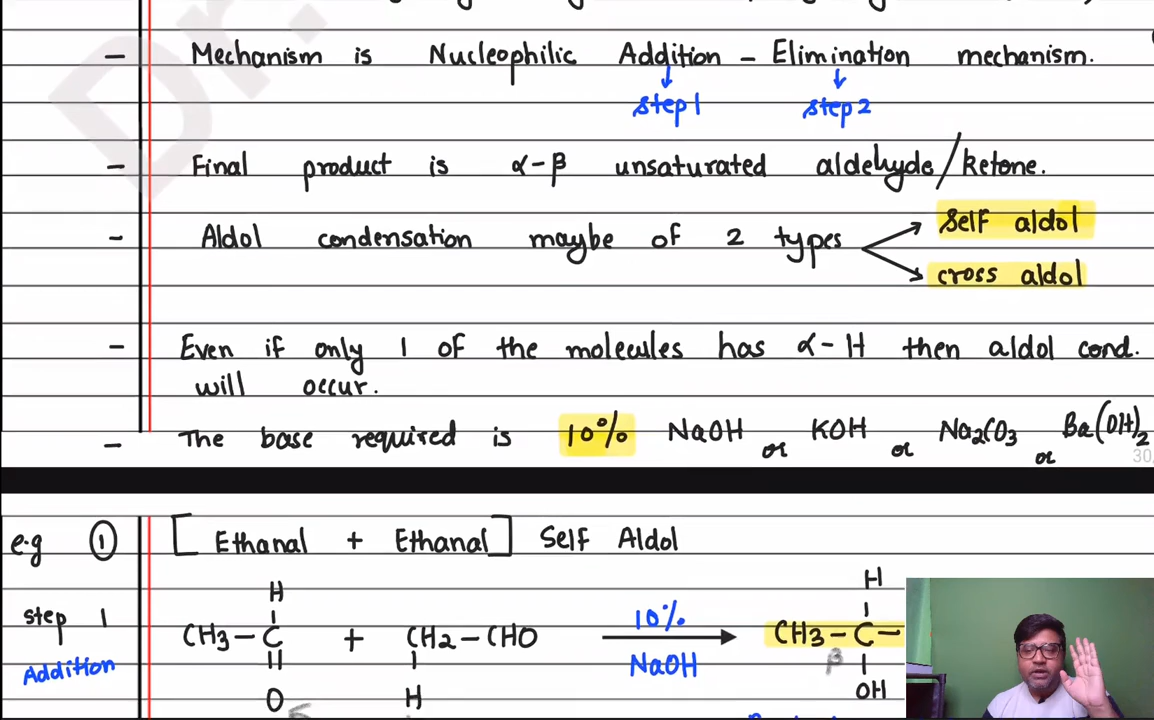 Dr.
- Mechanism is Nucleophilic Addition - Elimination mechanism.
step 1 step 2
- Final product is α-β unsaturated aldehyde/ketone.
- Aldol condensation maybe of 2 types
self aldol
cross aldol
- Even if only 1 of the molecules has α-H then aldol cond.
will occur.
- The base required is 10% NaOH or KOH or Na2CO3 or Ba(OH)2
30,
e.g ① [Ethanal + Ethanal] Self Aldol
H H
step 1 CH3-C + CH2-CHO 10% CH3-C-
Addition NaOH β
O H OH